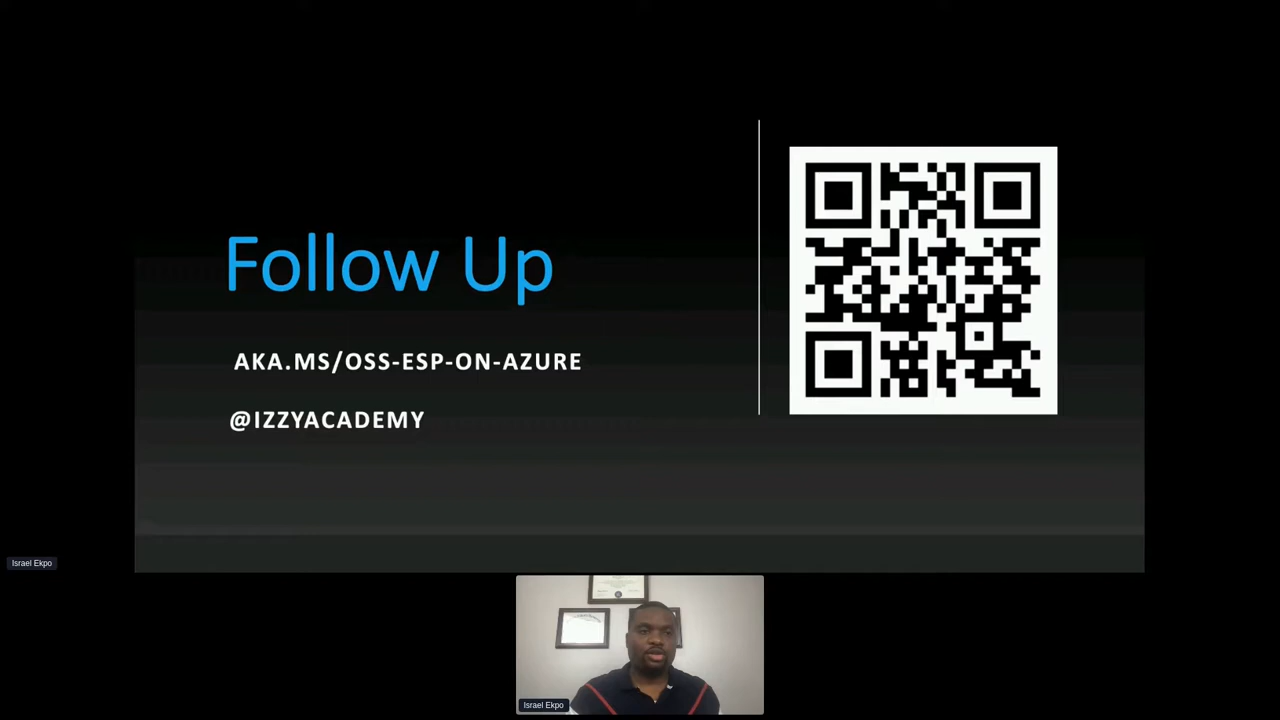 Follow Up
AKA.MS/OSS-ESP-ON-AZURE
@IZZYACADEMY
Israel Ekpo
Israel Ekpo